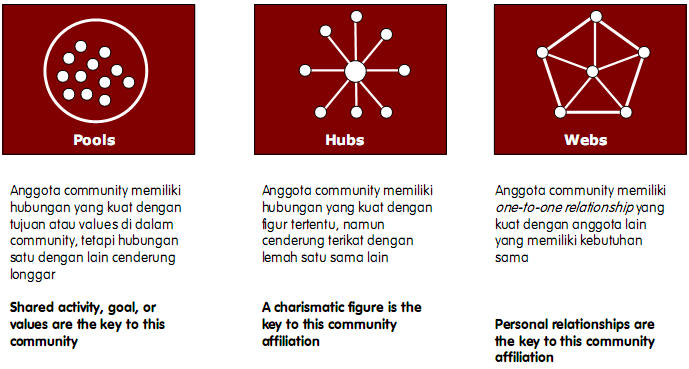 Pools
Anggota community memiliki
hubungan yang kuat dengan
tujuan atau values di dalam
community, tetapi hubungan
satu dengan lain cenderung
longgar
Shared activity, goal, or
values are the key to this
community
Hubs
Anggota community memiliki
hubungan yang kuat dengan
figur tertentu, namun
cenderung terikat dengan
lemah satu sama lain
A charismatic figure is the
key to this community
affiliation
Webs
Anggota community memiliki
one-to-one relationship yang
kuat dengan anggota lain
yang memiliki kebutuhan
sama
Personal relationships are
the key to this community
affiliation